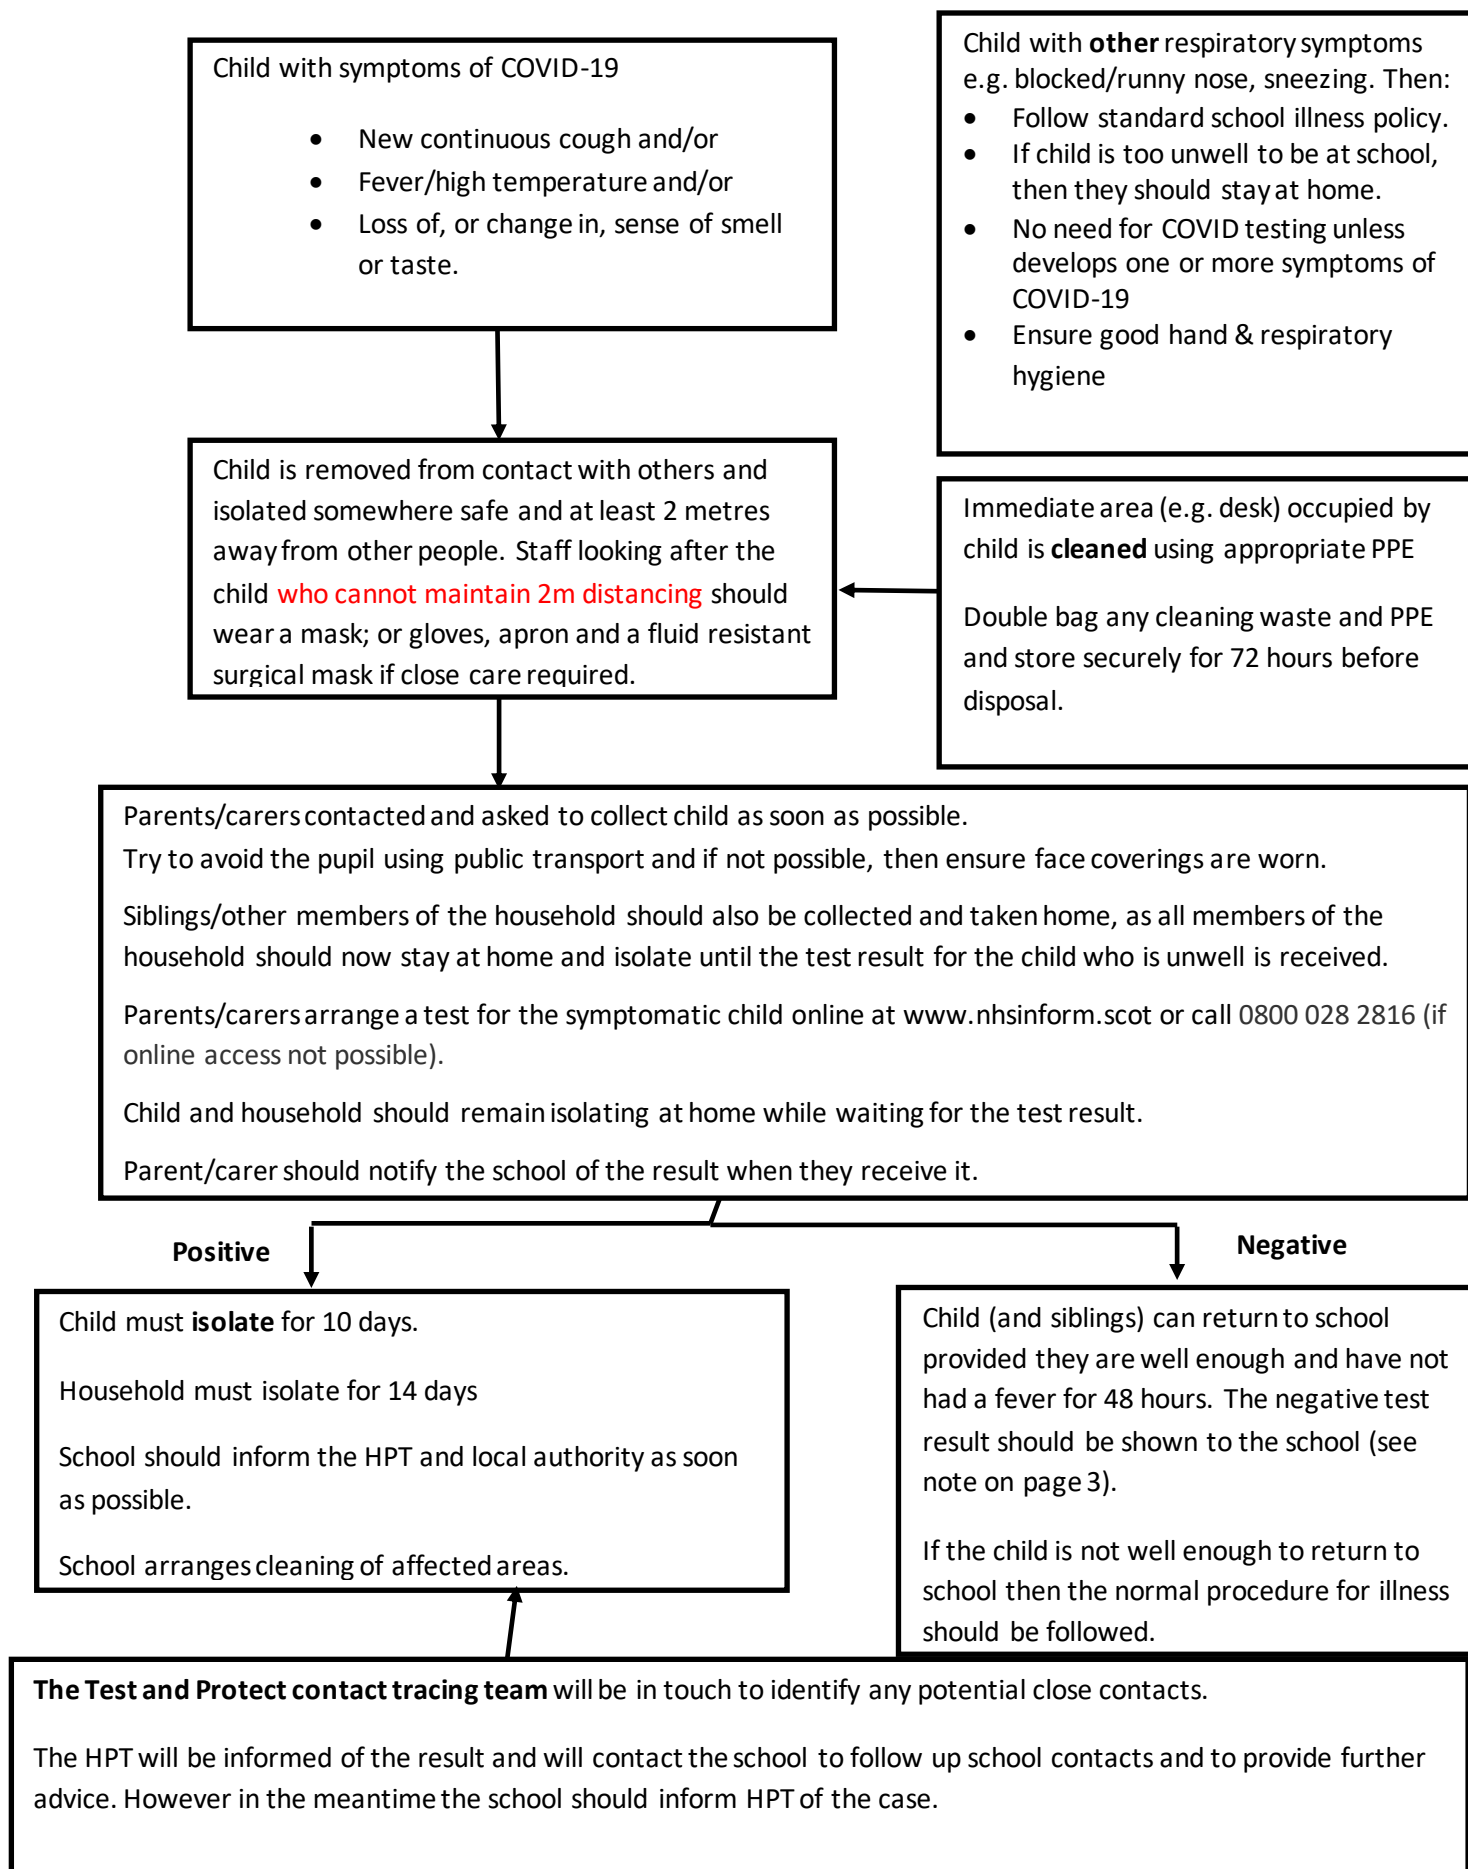 Child with symptoms of COVID-19
• New continuous cough and/or
• Fever/high temperature and/or
• Loss of, or change in, sense of smell
or taste.
Child with other respiratory symptoms
e.g. blocked/runny nose, sneezing. Then:
• Follow standard school illness policy.
• If child is too unwell to be at school,
then they should stay at home.
• No need for COVID testing unless
develops one or more symptoms of
COVID-19
• Ensure good hand & respiratory
hygiene
Child is removed from contact with others and
isolated somewhere safe and at least 2 metres
away from other people. Staff looking after the
child who cannot maintain 2m distancing should
wear a mask; or gloves, apron and a fluid resistant
surgical mask if close care required.
Immediate area (e.g. desk) occupied by
child is cleaned using appropriate PPE
Double bag any cleaning waste and PPE
and store securely for 72 hours before
disposal.
Parents/carers contacted and asked to collect child as soon as possible.
Try to avoid the pupil using public transport and if not possible, then ensure face coverings are worn.
Siblings/other members of the household should also be collected and taken home, as all members of the
household should now stay at home and isolate until the test result for the child who is unwell is received.
Parents/carers arrange a test for the symptomatic child online at www.nhsinform.scot or call 0800 028 2816 (if
online access not possible).
Child and household should remain isolating at home while waiting for the test result.
Parent/carer should notify the school of the result when they receive it.
Positive
Negative
Child must isolate for 10 days.
Household must isolate for 14 days
School should inform the HPT and local authority as soon
as possible.
School arranges cleaning of affected areas.
Child (and siblings) can return to school
provided they are well enough and have not
had a fever for 48 hours. The negative test
result should be shown to the school (see
note on page 3).
If the child is not well enough to return to
school then the normal procedure for illness
should be followed.
The Test and Protect contact tracing team will be in touch to identify any potential close contacts.
The HPT will be informed of the result and will contact the school to follow up school contacts and to provide further
advice. However in the meantime the school should inform HPT of the case.